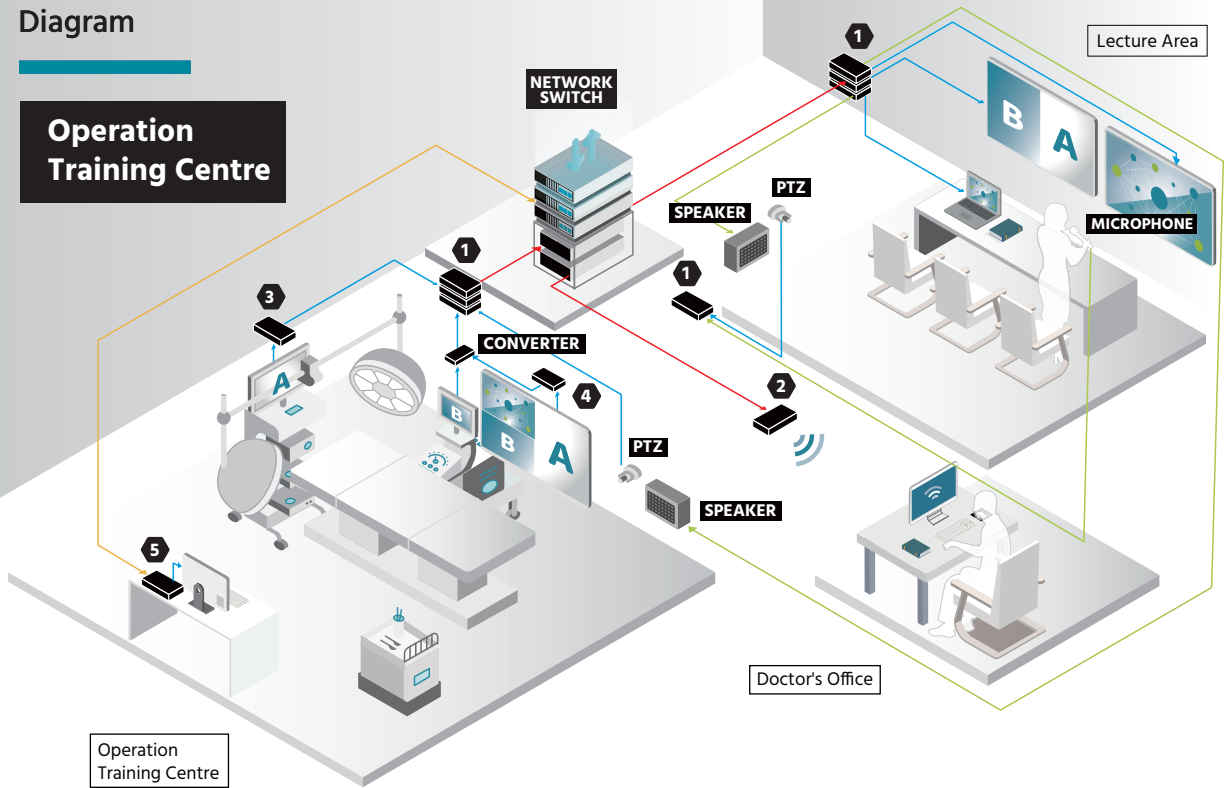 Diagram
Operation
Training Centre
NETWORK
SWITCH
1
Lecture Area
B
A
PTZ
SPEAKER
MICROPHONE
1
1
3
CONVERTER
4
2
A
B
B
A
PTZ
SPEAKER
5
Doctor's Office
Operation
Training Centre